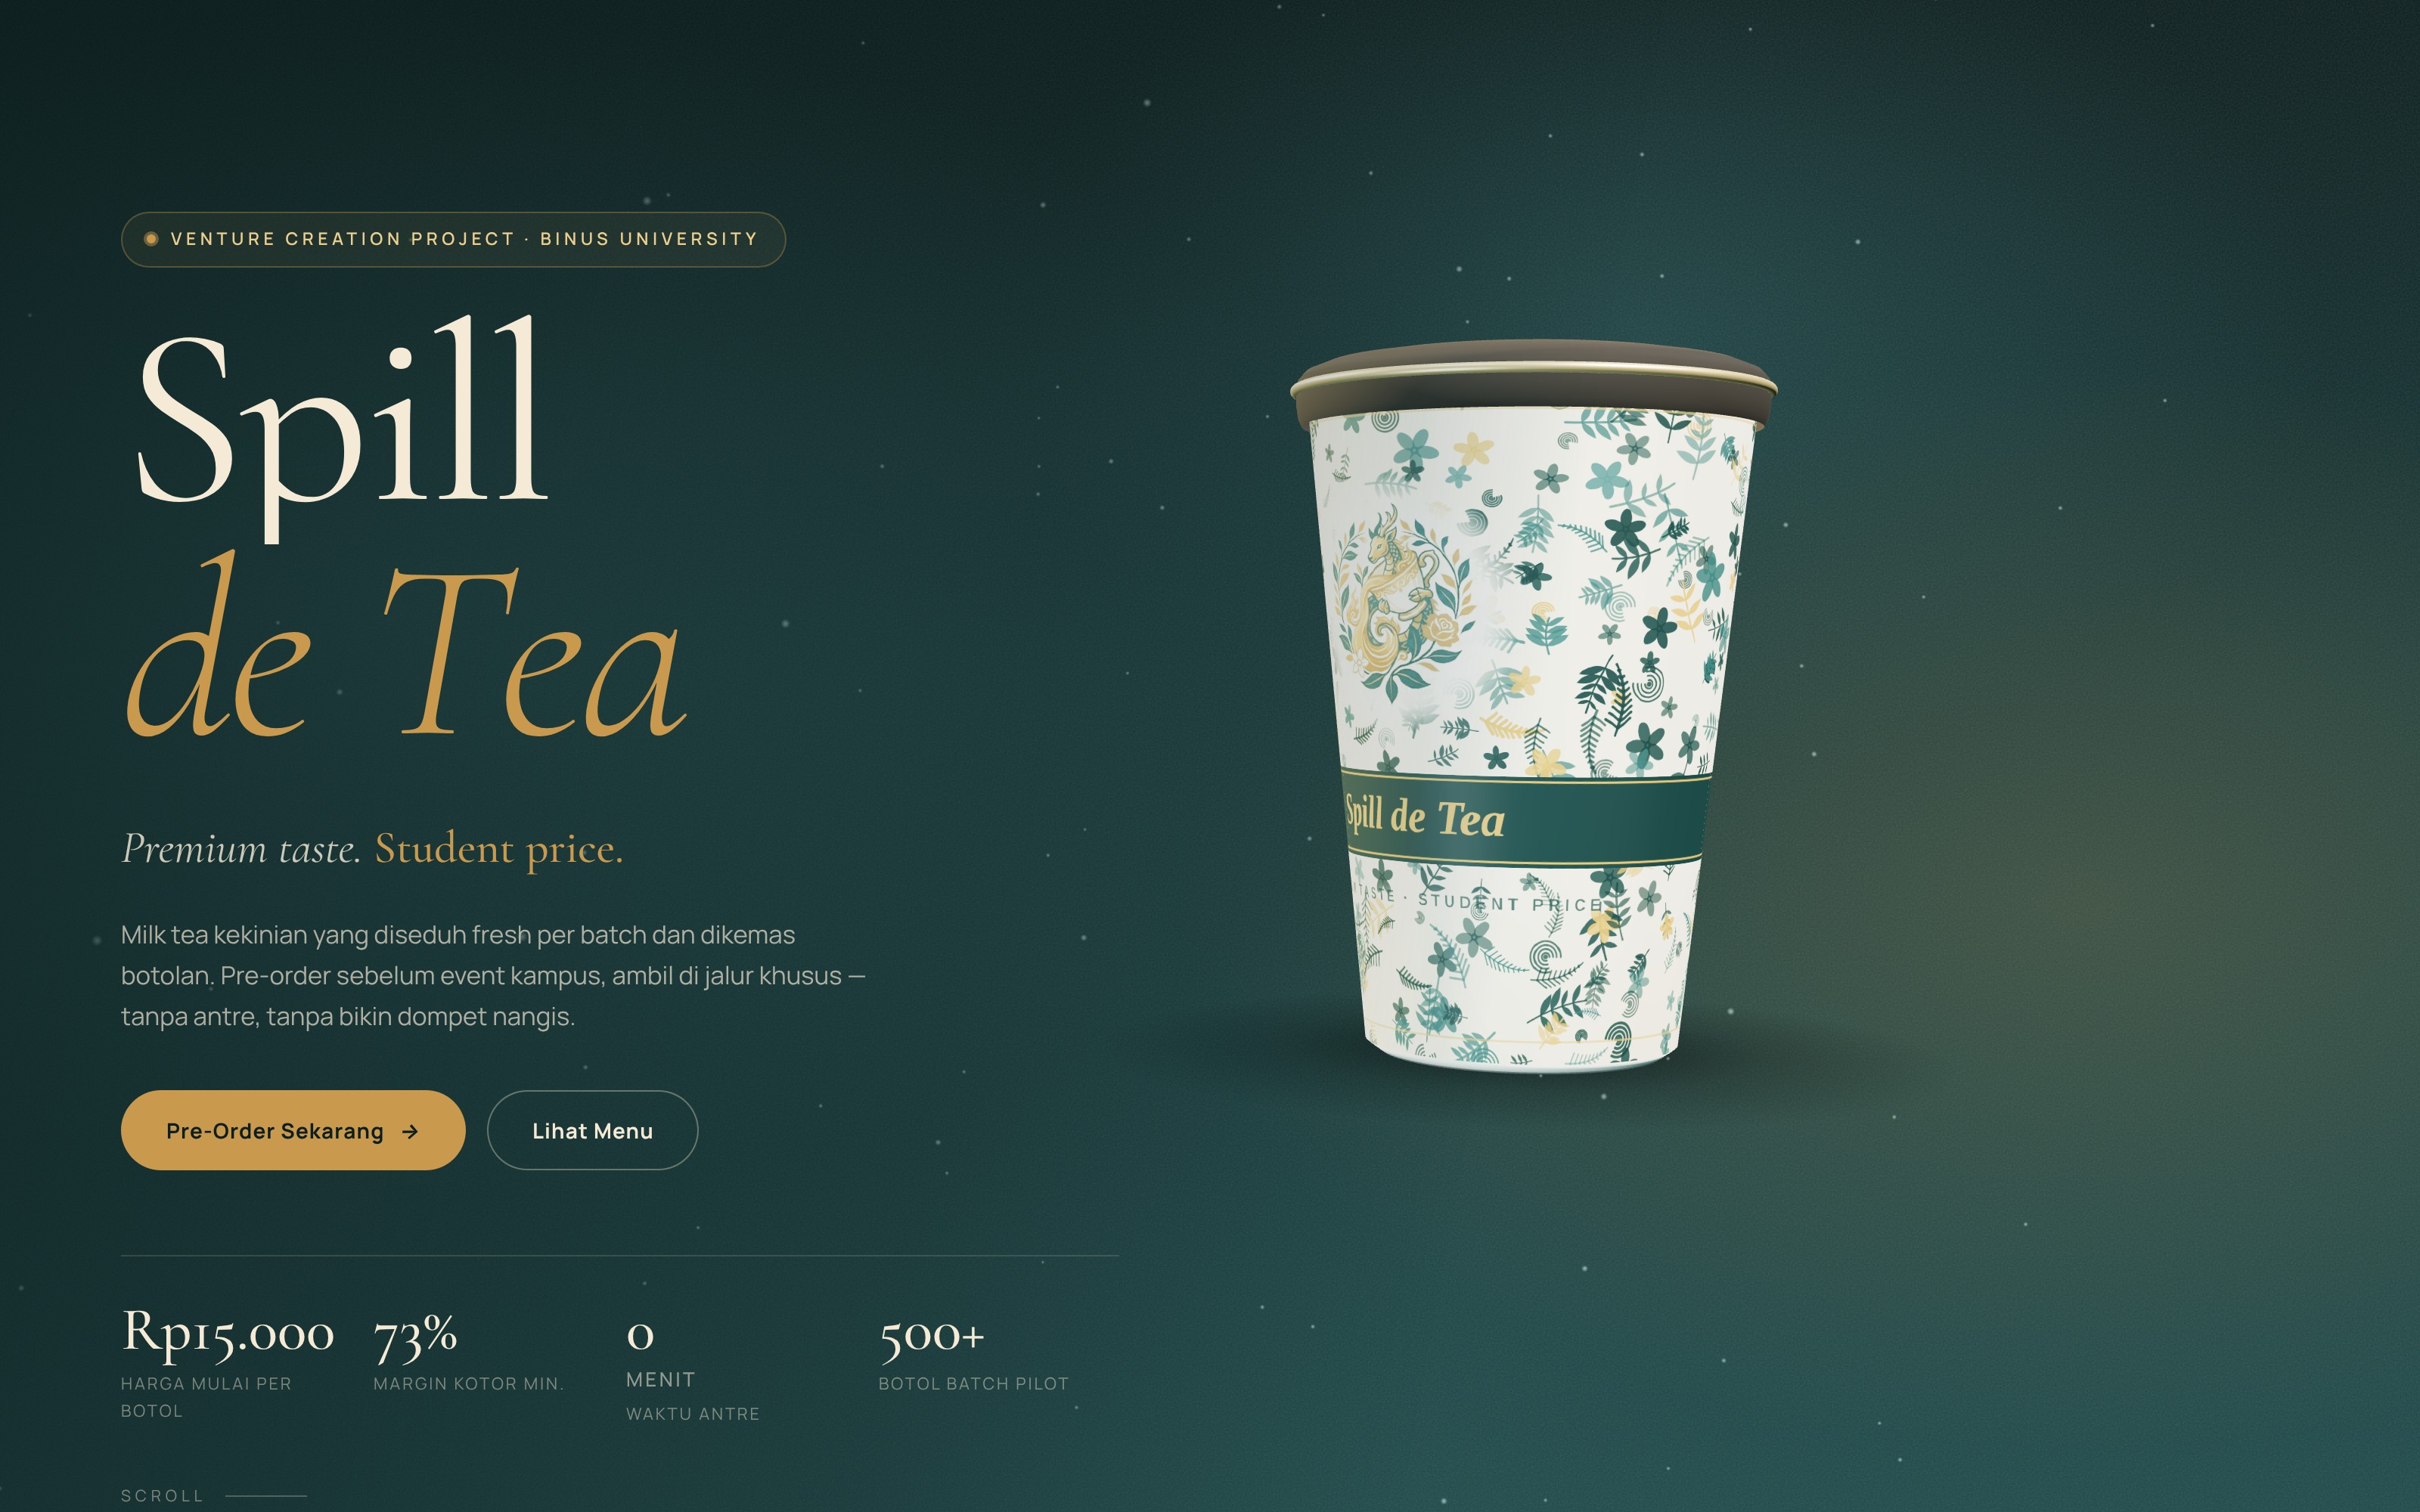 VENTURE CREATION PROJECT · BINUS UNIVERSITY
Spill
de Tea
Premium taste. Student price.
Milk tea kekinian yang diseduh fresh per batch dan dikemas
botolan. Pre-order sebelum event kampus, ambil di jalur khusus —
tanpa antre, tanpa bikin dompet nangis.
Pre-Order Sekarang →
Lihat Menu
Rp15.000
HARGA MULAI PER
BOTOL
73%
MARGIN KOTOR MIN.
0
MENIT
WAKTU ANTRE
500+
BOTOL BATCH PILOT
SCROLL
Spill de Tea
TASTE · STUDENT PRICE